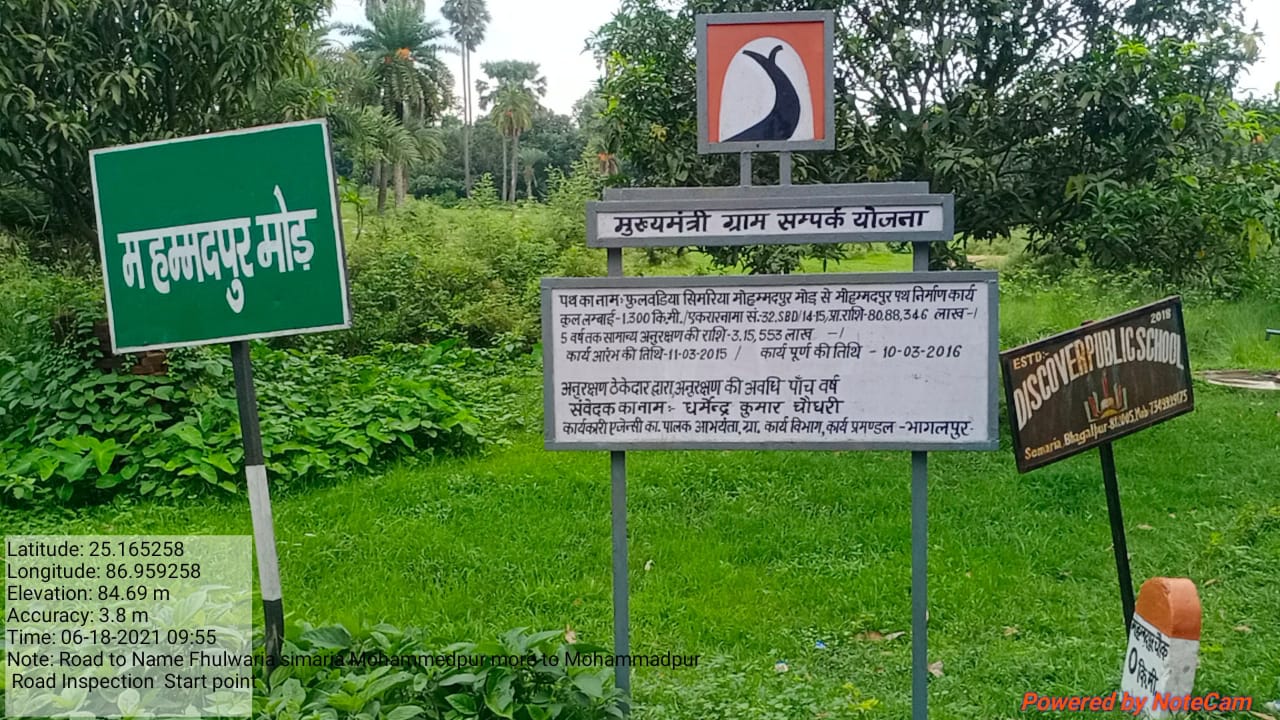 महम्मदपुर मोड़
मुख्यमंत्री ग्राम सम्पर्क योजना
पथ का नाम:- फुलवडिया सिमरिया मोहम्मदपुर मोड़ से मोहम्मदपुर पथ निर्माण कार्य
कुल लम्बाई-1.300 कि.मी./एकरारनामा सं.-32.SBD/14-15/प्रा.राशि-80.88,346 लाख-/
5 वर्ष तक सामान्य अनुरक्षण की राशि-3.15,553 लाख -/
कार्य आरंभ की तिथि-11-03-2015 / कार्य पूर्ण की तिथि - 10-03-2016
अनुरक्षण ठेकेदार द्वारा,अनुरक्षण की अवधि पाँच वर्ष
संवेदक का नाम:- धर्मेन्द्र कुमार चौधरी
कार्यकारी एजेन्सी का. पालक अभियंता, ग्रा. कार्य विभाग, कार्य प्रमण्डल -भागलपुर
ESTD:- 2018
DISCOVER PUBLIC SCHOOL
Semaria, Bhagalpur-813005, Mob
0
कि.मी.
Latitude: 25.165258
Longitude: 86.959258
Elevation: 84.69 m
Accuracy: 3.8 m
Time: 06-18-2021 09:55
Note: Road to Name Fhulwaria simaria Mohammedpur more to Mohammadpur
Road Inspection Start point
Powered by NoteCam